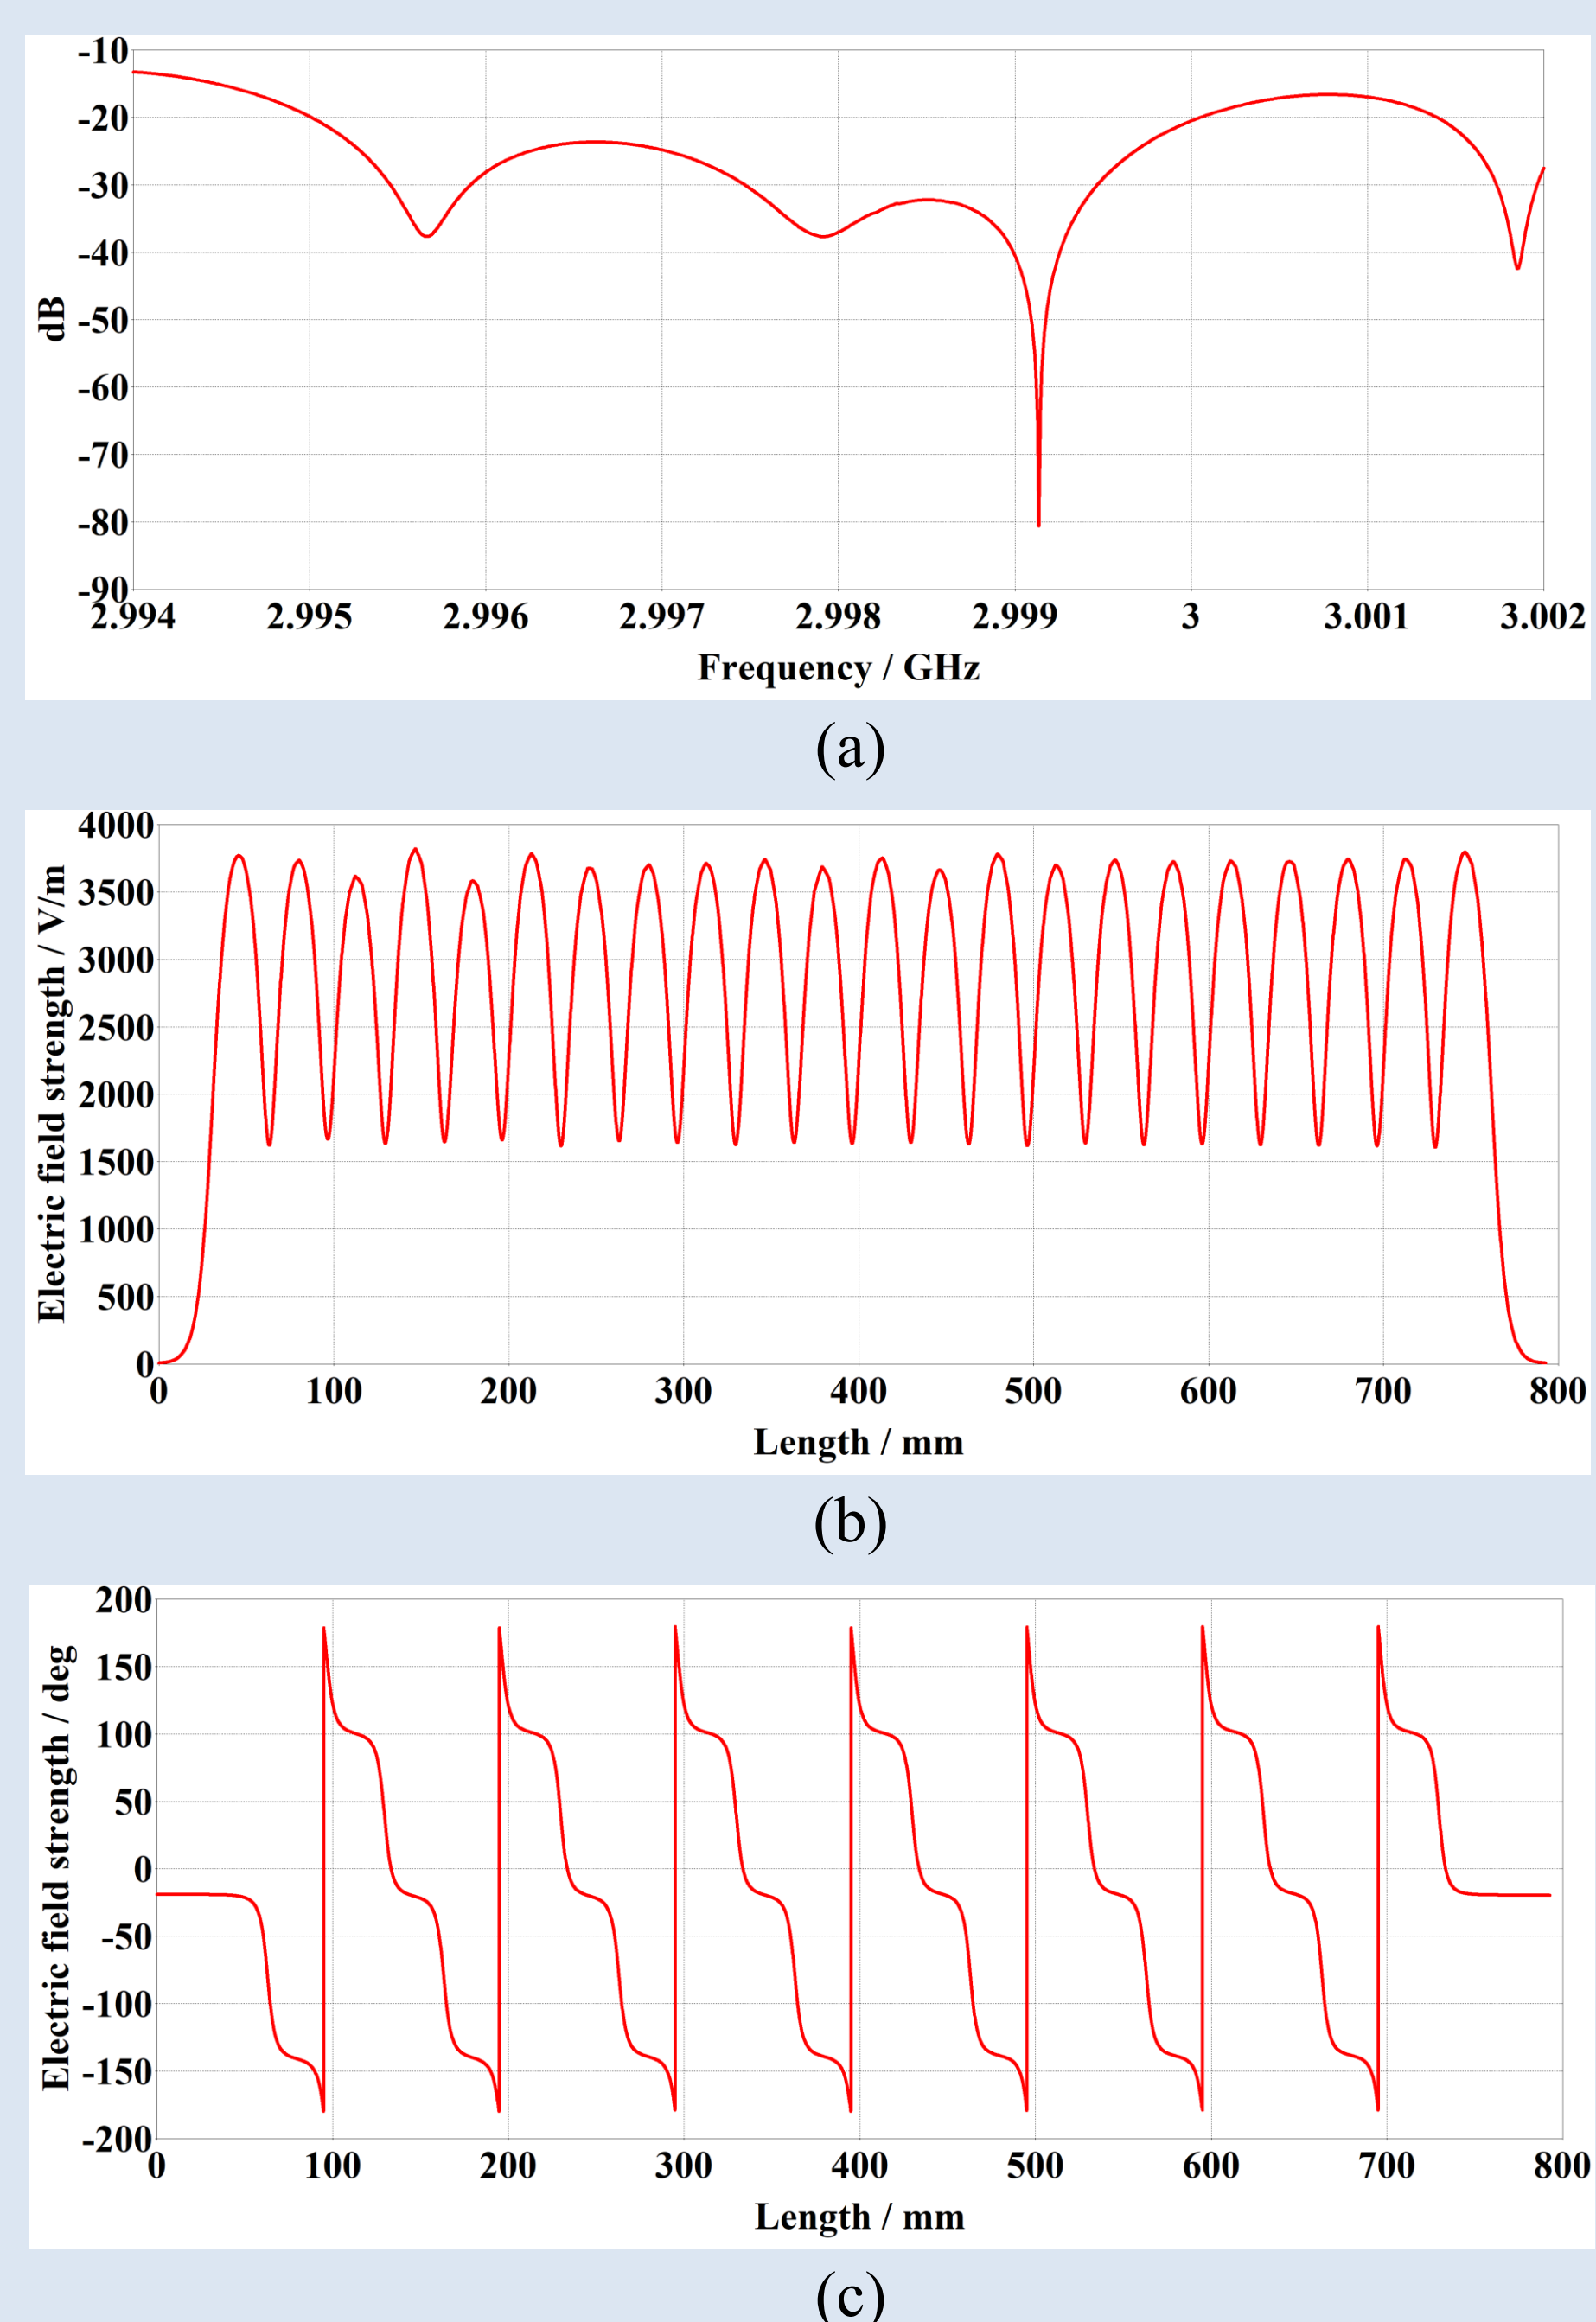 -10
-20
-30
-40
-50
-60
-70
-80
-90
dB
2.994 2.995 2.996 2.997 2.998 2.999 3 3.001 3.002
Frequency / GHz
(a)
4000
3500
3000
2500
2000
1500
1000
500
0
Electric field strength / V/m
0 100 200 300 400 500 600 700 800
Length / mm
(b)
200
150
100
50
0
-50
-100
-150
-200
Electric field strength / deg
0 100 200 300 400 500 600 700 800
Length / mm
(c)